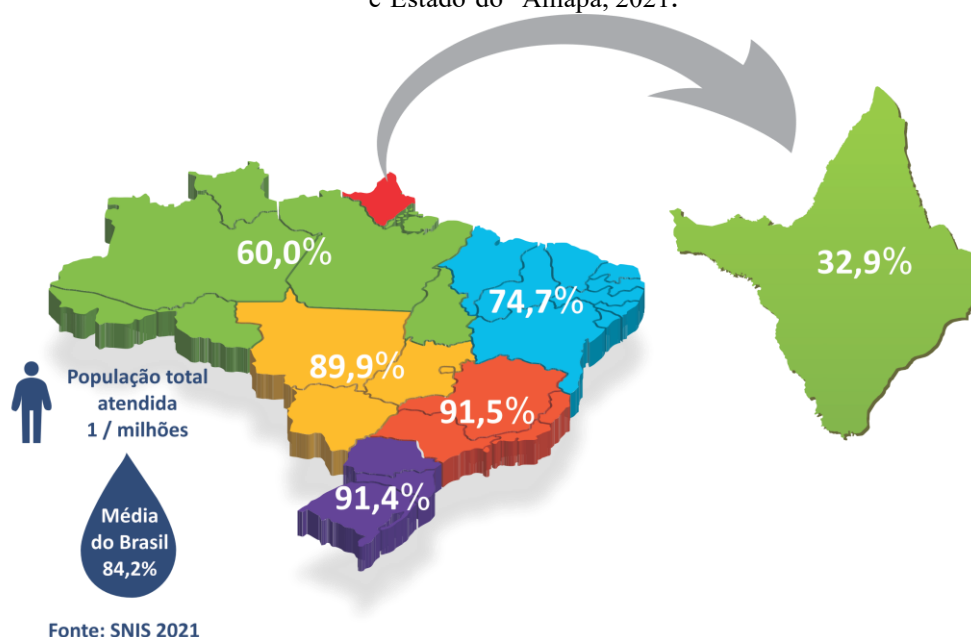 e Estado do Amapá, 2021.
60,0%
74,7%
32,9%
89,9%
91,5%
91,4%
População total
atendida
1 / milhões
Média
do Brasil
84,2%
Fonte: SNIS 2021